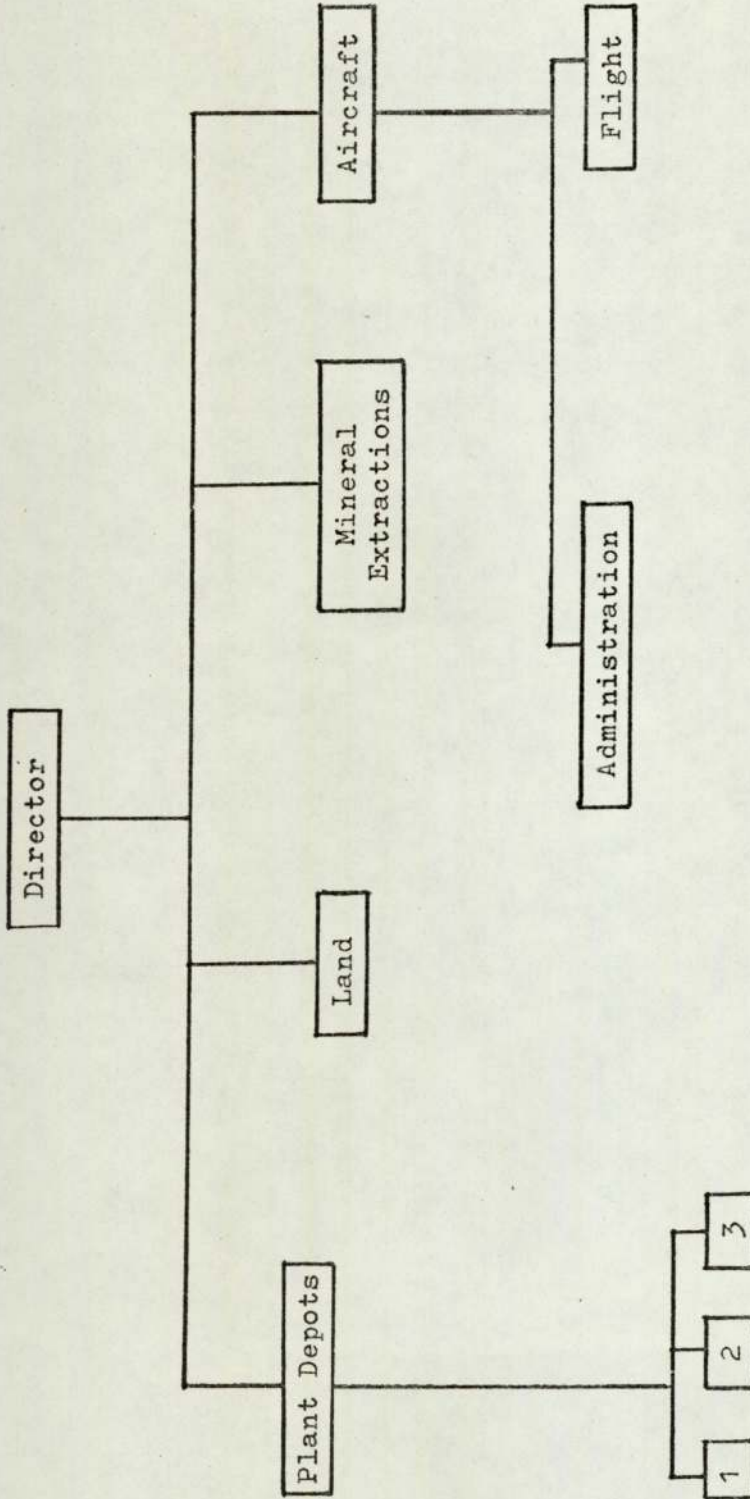 Director
Plant Depots
Land
Mineral
Extractions
Aircraft
Administration
Flight
1
2
3